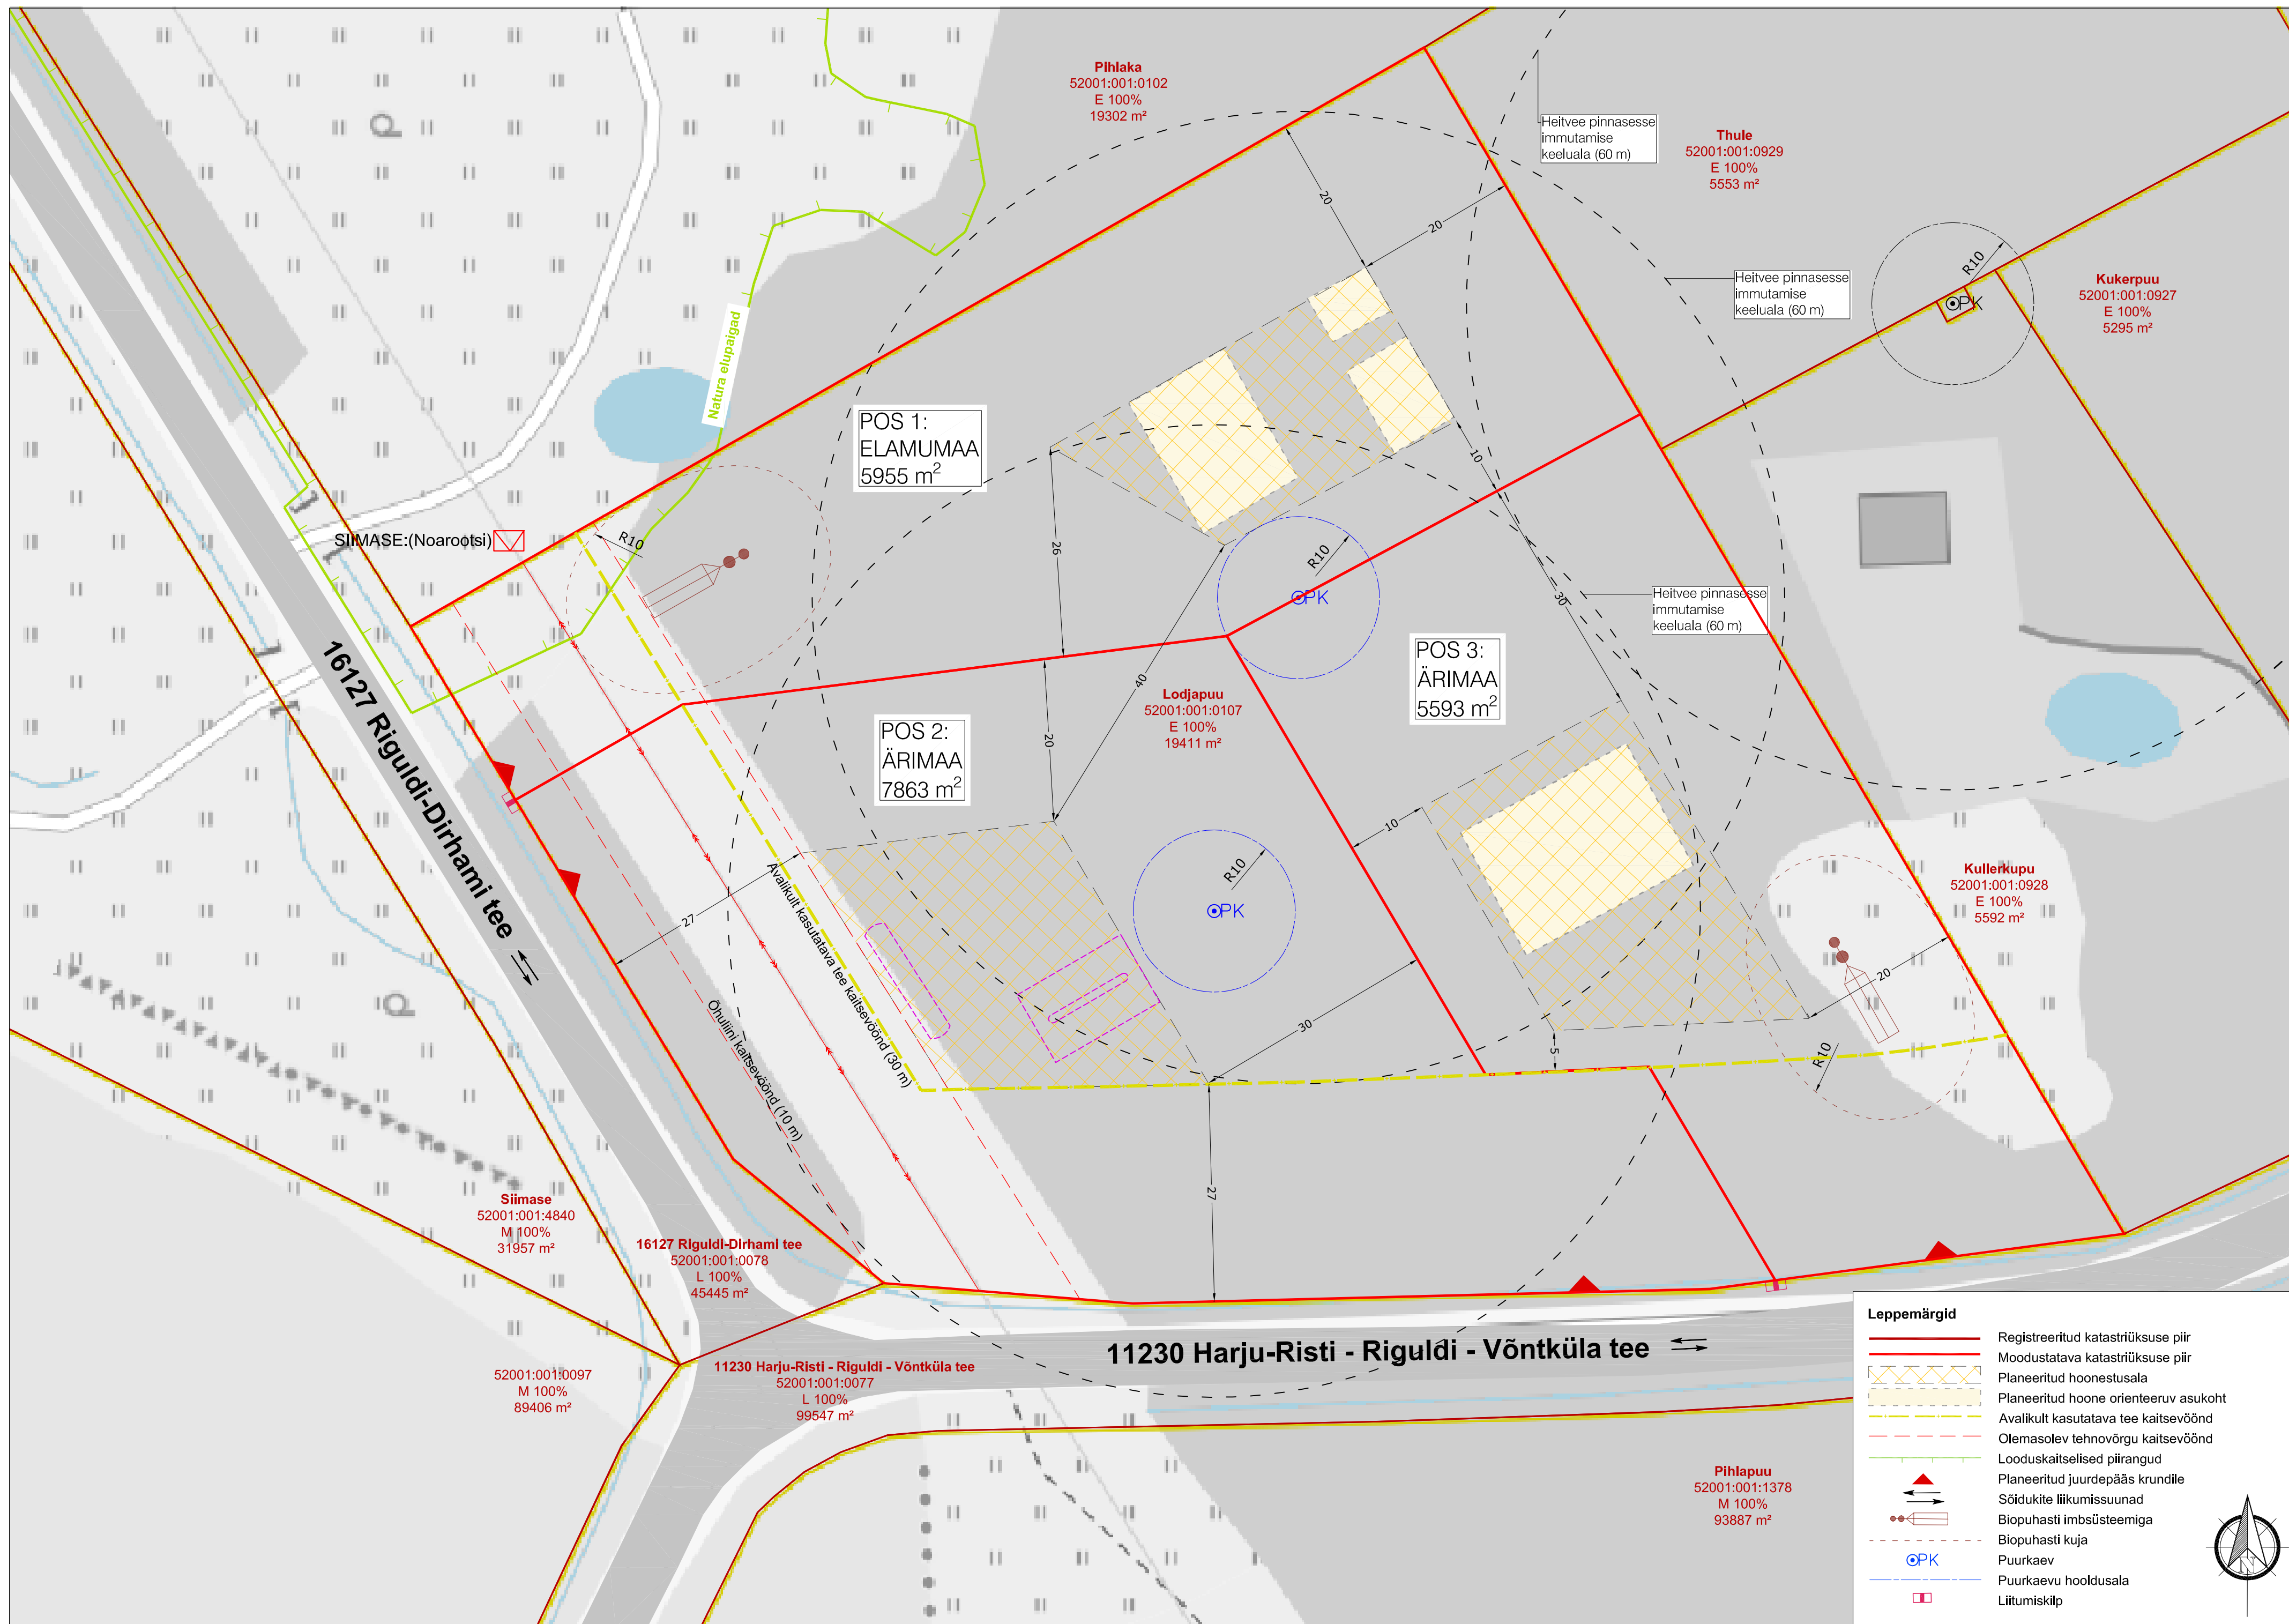 Pihlaka
52001:001:0102
E 100%
19302 m²
Heitvee pinnasesse
immutamise
keeluala (60 m)
Thule
52001:001:0929
E 100%
5553 m²
20
20
Heitvee pinnasesse
immutamise
keeluala (60 m)
R10
PK
Kukerpuu
52001:001:0927
E 100%
5295 m²
Natura elupaigad
POS 1:
ELAMUMAA
5955 m²
10
SIIMASE:(Noarootsi)
R10
26
R10
PK
30
Heitvee pinnasesse
immutamise
keeluala (60 m)
16127 Riguldi-Dirhami tee
40
Lodjapuu
52001:001:0107
E 100%
19411 m²
POS 3:
ÄRIMAA
5593 m²
POS 2:
ÄRIMAA
7863 m²
20
10
R10
PK
27
Avalikult kasutatava tee kaitsevöönd (30 m)
Õhuliini kaitsevöönd (10 m)
Kullerkupu
52001:001:0928
E 100%
5592 m²
20
30
5
R10
27
Siimase
52001:001:4840
M 100%
31957 m²
16127 Riguldi-Dirhami tee
52001:001:0078
L 100%
45445 m²
11230 Harju-Risti - Riguldi - Võntküla tee
52001:001:0097
M 100%
89406 m²
11230 Harju-Risti - Riguldi - Võntküla tee
52001:001:0077
L 100%
99547 m²
Pihlapuu
52001:001:1378
M 100%
93887 m²
Leppemärgid
Registreeritud katastriüksuse piir
Moodustatava katastriüksuse piir
Planeeritud hoonestusala
Planeeritud hoone orienteeruv asukoht
Avalikult kasutatava tee kaitsevöönd
Olemasolev tehnovõrgu kaitsevöönd
Looduskaitselised piirangud
Planeeritud juurdepääs krundile
Sõidukite liikumissuunad
Biopuhasti imbsüsteemiga
Biopuhasti kuja
PK Puurkaev
Puurkaevu hooldusala
Liitumiskilp
N